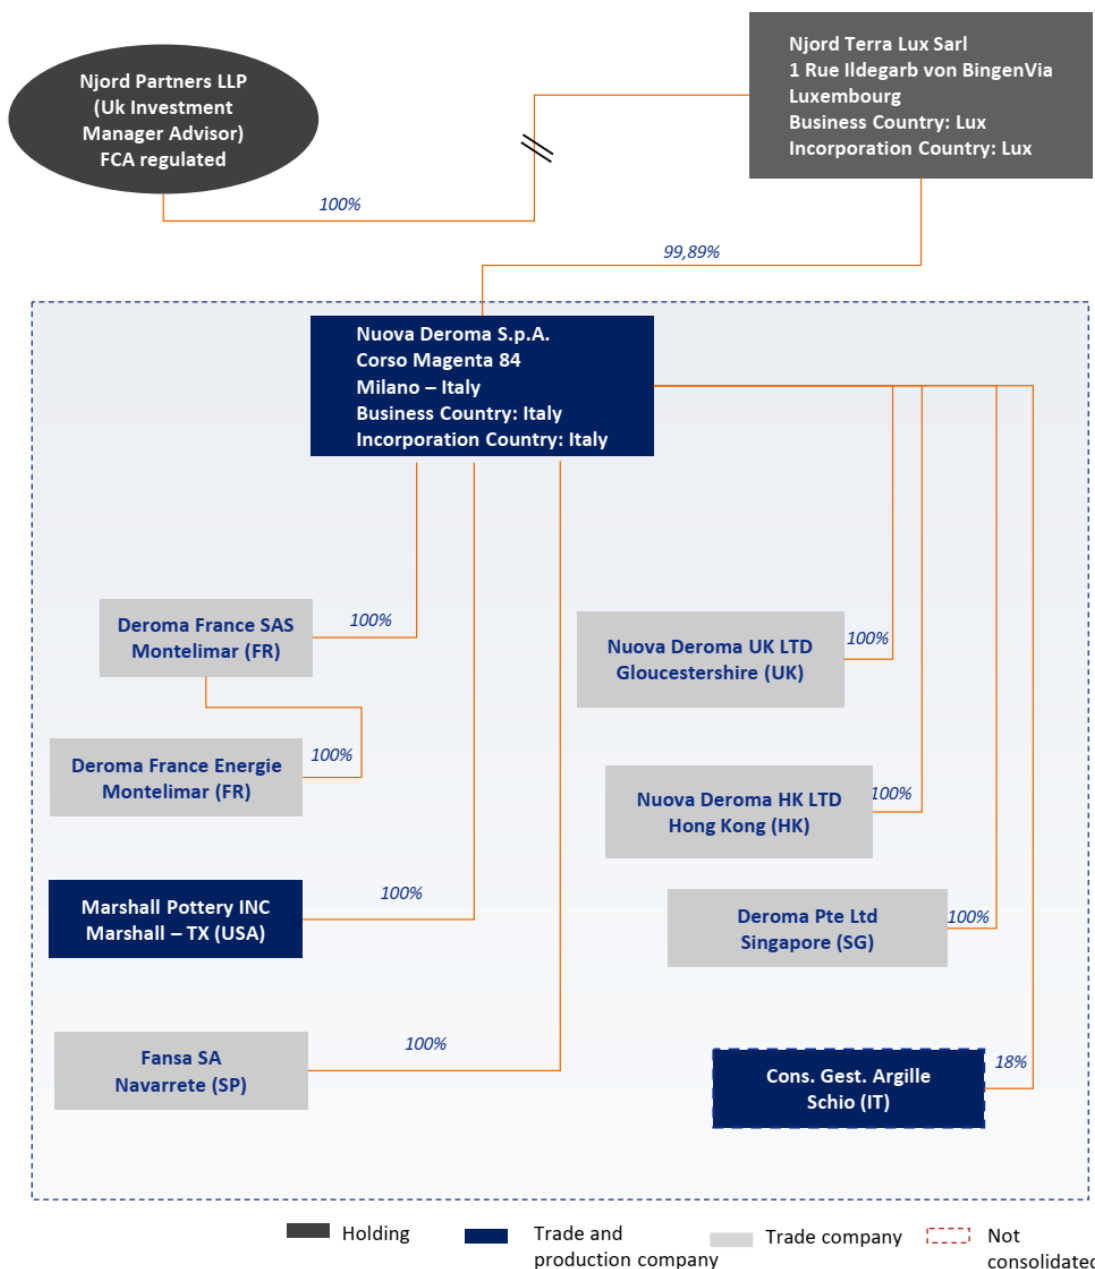 Njord Partners LLP
(Uk Investment
Manager Advisor)
FCA regulated
Njord Terra Lux Sarl
1 Rue Ildegarb von BingenVia
Luxembourg
Business Country: Lux
Incorporation Country: Lux
100%
99,89%
Nuova Deroma S.p.A.
Corso Magenta 84
Milano – Italy
Business Country: Italy
Incorporation Country: Italy
Deroma France SAS
Montelimar (FR)
100%
Nuova Deroma UK LTD
Gloucestershire (UK)
100%
Deroma France Energie
Montelimar (FR)
100%
Nuova Deroma HK LTD
Hong Kong (HK)
100%
Marshall Pottery INC
Marshall – TX (USA)
100%
Deroma Pte Ltd
Singapore (SG)
100%
Fansa SA
Navarrete (SP)
100%
Cons. Gest. Argille
Schio (IT)
18%
Holding
Trade and
production company
Trade company
Not
consolidated